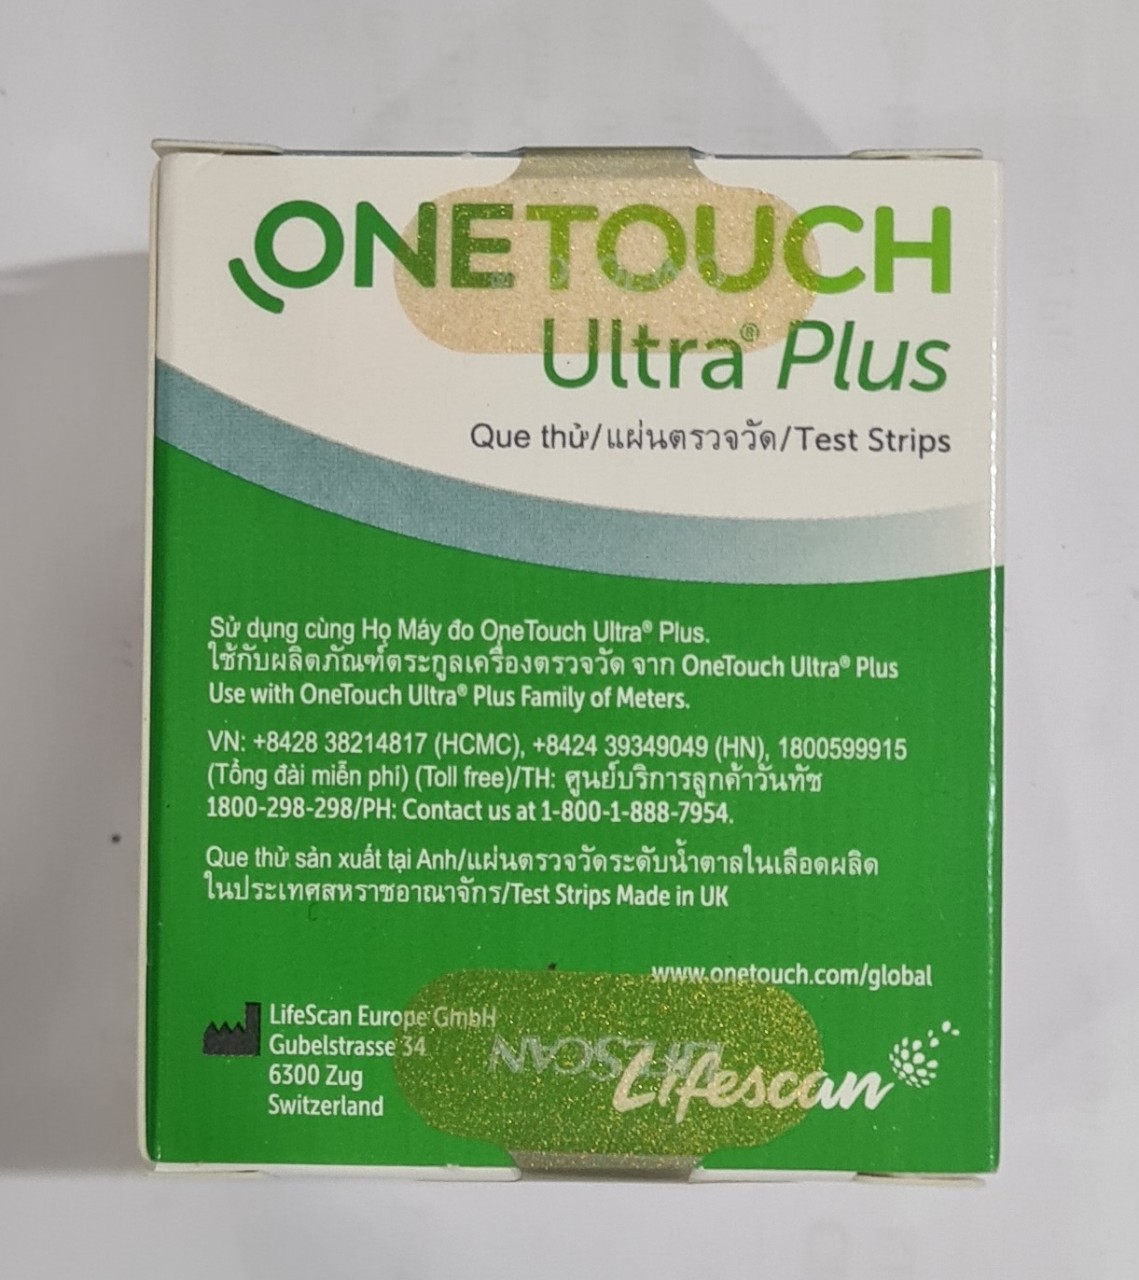 ONETOUCH
Ultra® Plus
Que thử/แผ่นตรวจวัด/Test Strips
Sử dụng cùng Họ Máy đo OneTouch Ultra® Plus.
ใช้กับผลิตภัณฑ์ตระกูลเครื่องตรวจวัด จาก OneTouch Ultra® Plus
Use with OneTouch Ultra® Plus Family of Meters.
VN: +8428 38214817 (HCMC), +8424 39349049 (HN), 1800599915
(Tổng đài miễn phí) (Toll free)/TH: ศูนย์บริการลูกค้าวันทัช
1800-298-298/PH: Contact us at 1-800-1-888-7954.
Que thử sản xuất tại Anh/แผ่นตรวจวัดระดับน้ำตาลในเลือดผลิต
ในประเทศสหราชอาณาจักร/Test Strips Made in UK
www.onetouch.com/global
LifeScan Europe GmbH
Gubelstrasse 34
6300 Zug
Switzerland
LIFESCAN
Lifescan